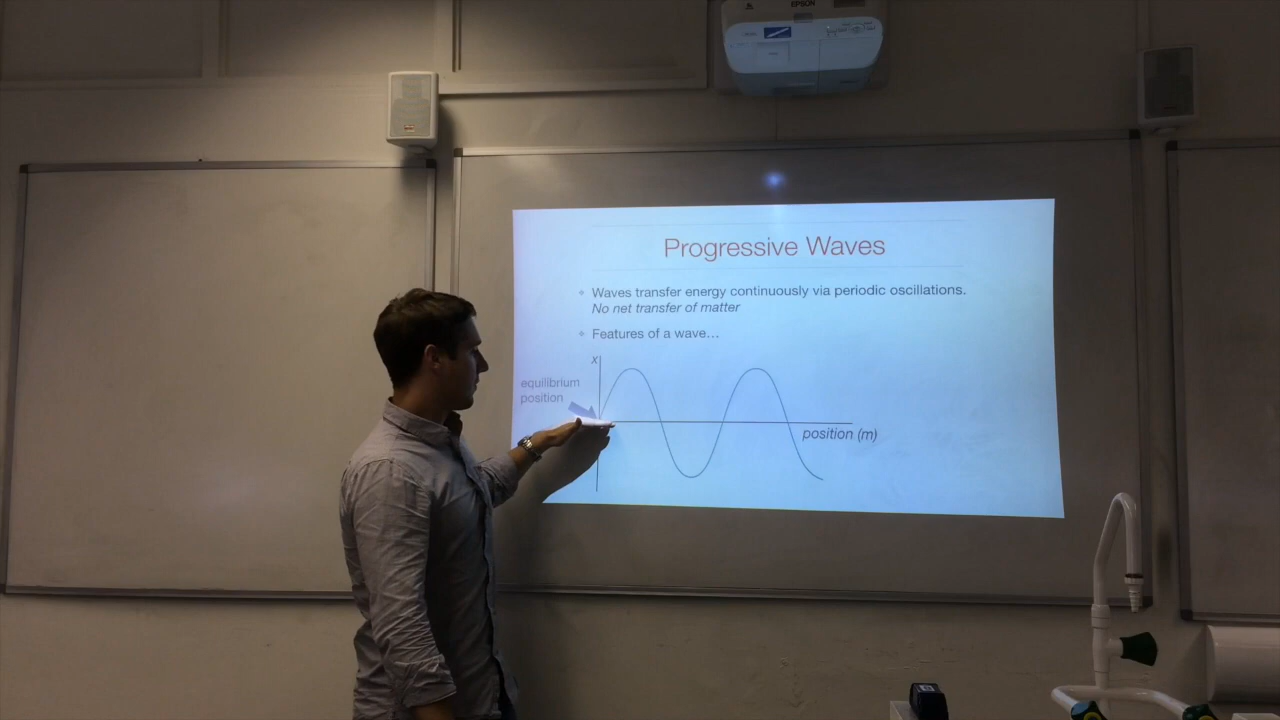 EPSON
Progressive Waves
Waves transfer energy continuously via periodic oscillations.
No net transfer of matter
Features of a wave…
x
equilibrium
position
position (m)